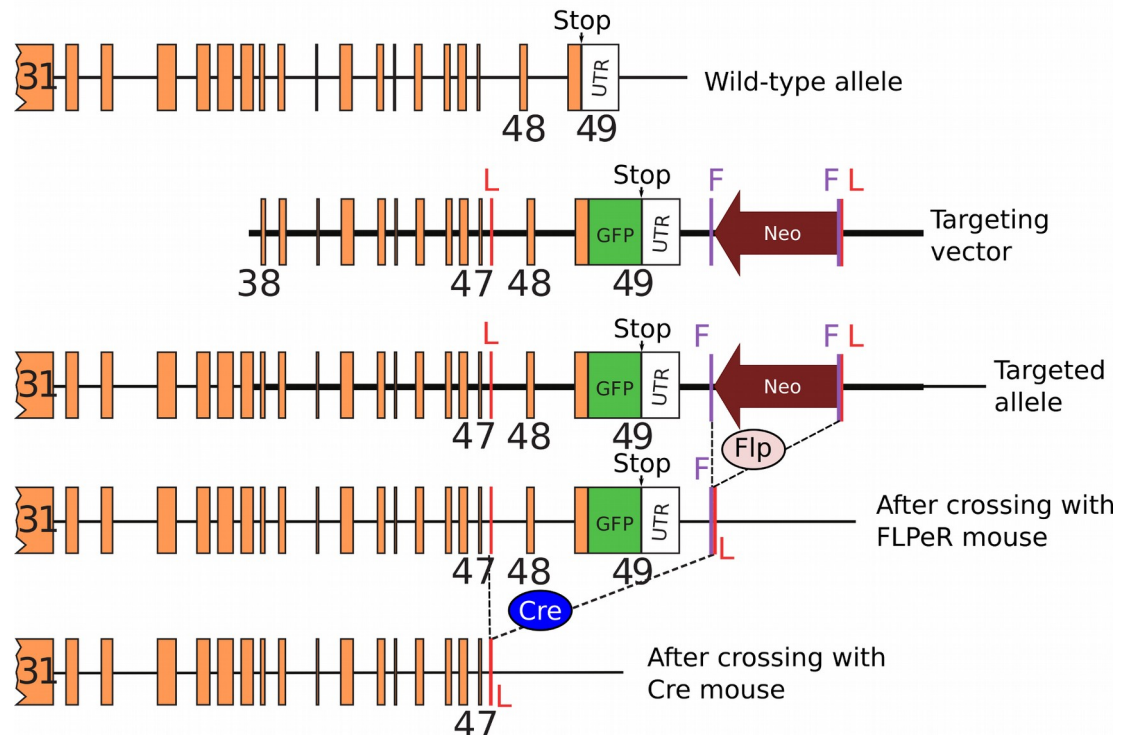 Stop
31
UTR
Wild-type allele
48
49
L
Stop
F
F
L
GFP
UTR
Neo
Targeting
vector
38
47
48
49
L
Stop
F
F
L
31
GFP
UTR
Neo
Targeted
allele
47
48
49
Flp
Stop
F
31
GFP
UTR
After crossing with
FLPeR mouse
L
47
48
49
Cre
31
After crossing with
Cre mouse
L
47